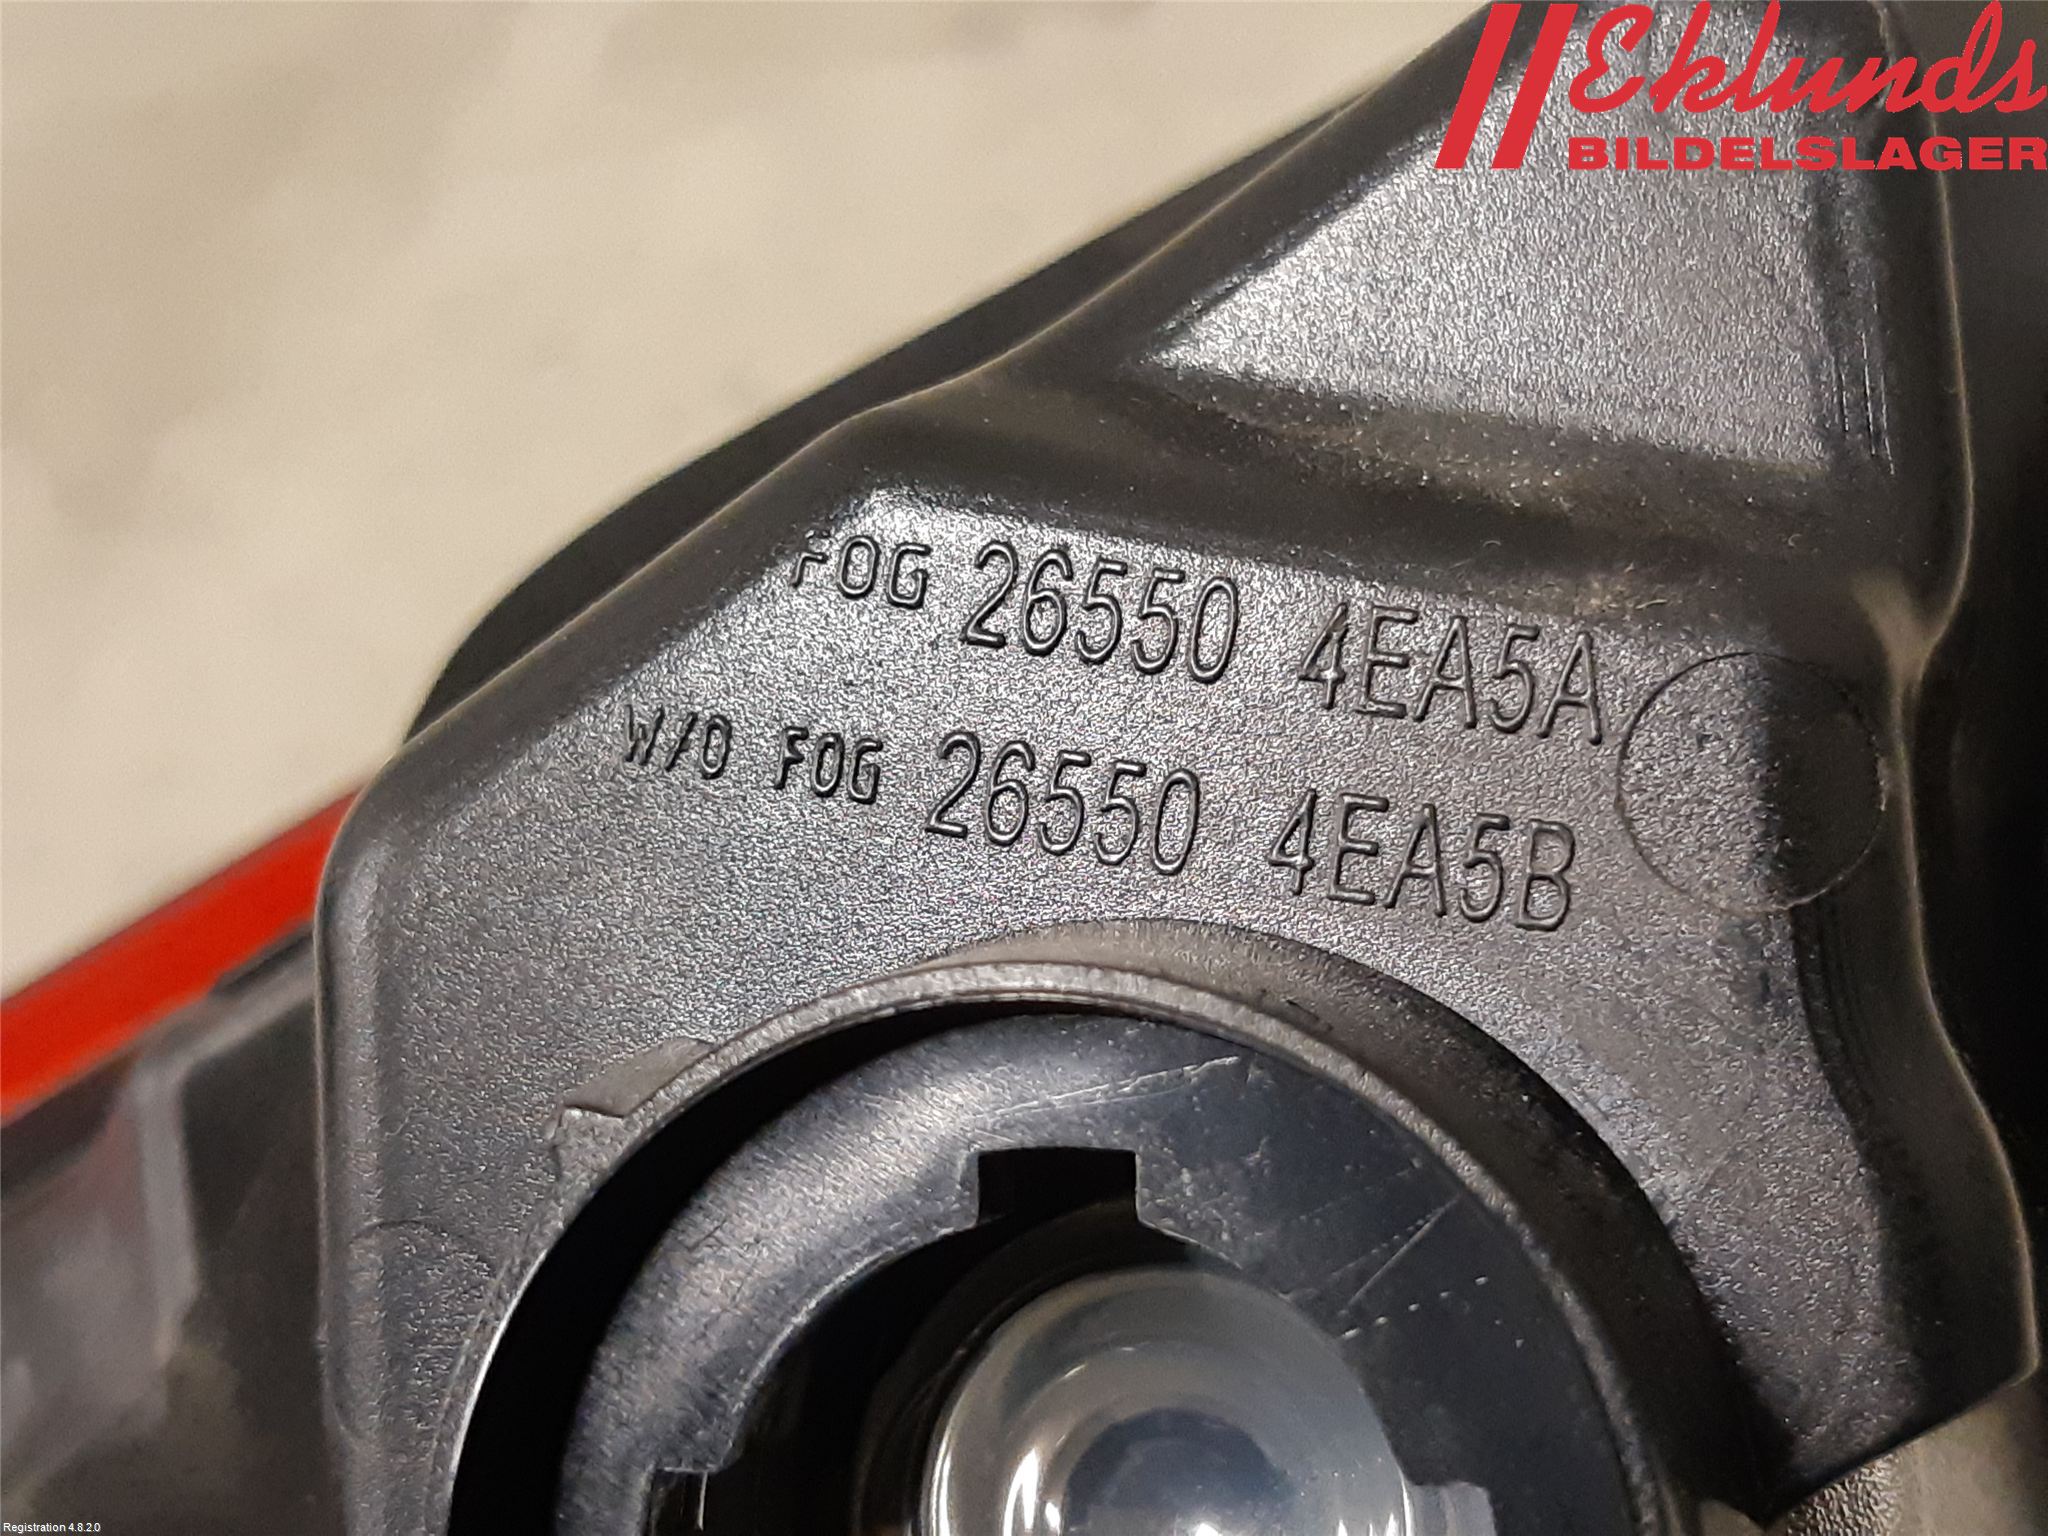 Eklunds
BILDELSLAGER
FOG 26550 4EA5A
W/O FOG 26550 4EA5B
Registration 4.8.2.0